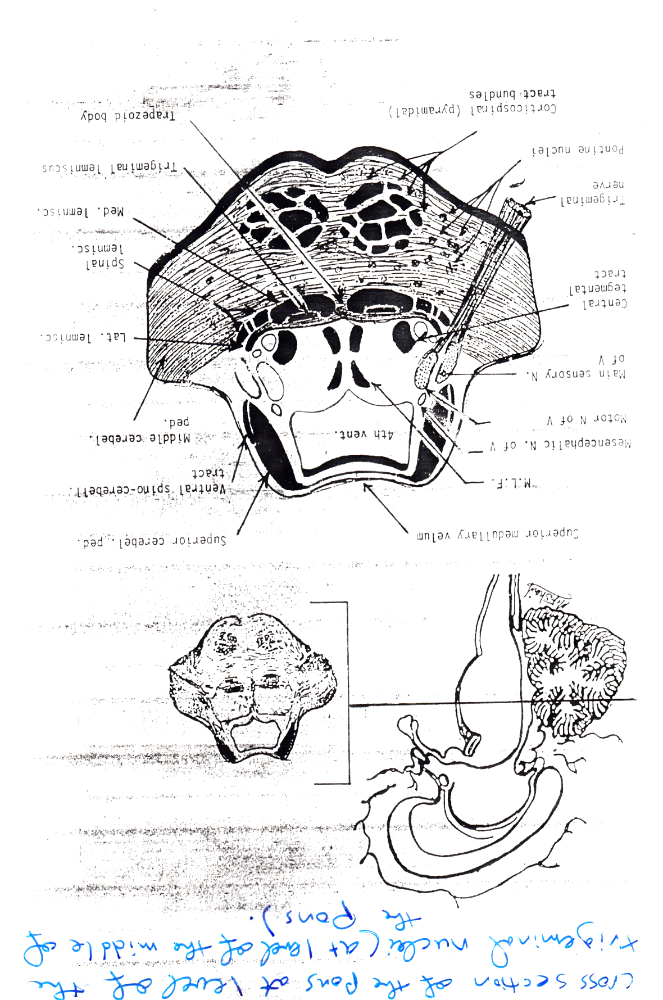 cross section of the Pons at level of the
trigeminal nuclei (at level of the middle of
the Pons).
Superior medullary velum
Superior cerebel. ped.
M.L.F.
Ventral spino-cerebell.
tract
Mesencephalic N. of V
Motor N of V
4th vent.
Middle cerebel.
ped.
Main sensory N.
of V
Lat. lemnisc.
Central
tegmental
tract
Spinal
lemnisc.
Med. lemnisc.
Trigeminal
nerve
Trigeminal lemniscus
Pontine nuclei
Trapezoid body
Corticospinal (pyramidal)
tract bundles